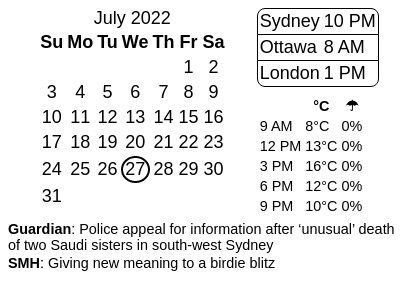 July 2022
Su Mo Tu We Th Fr Sa
1 2
3 4 5 6 7 8 9
10 11 12 13 14 15 16
17 18 19 20 21 22 23
24 25 26 27 28 29 30
31
Sydney 10 PM
Ottawa 8 AM
London 1 PM
°C ☂
9 AM 8°C 0%
12 PM 13°C 0%
3 PM 16°C 0%
6 PM 12°C 0%
9 PM 10°C 0%
Guardian: Police appeal for information after ‘unusual’ death
of two Saudi sisters in south-west Sydney
SMH: Giving new meaning to a birdie blitz